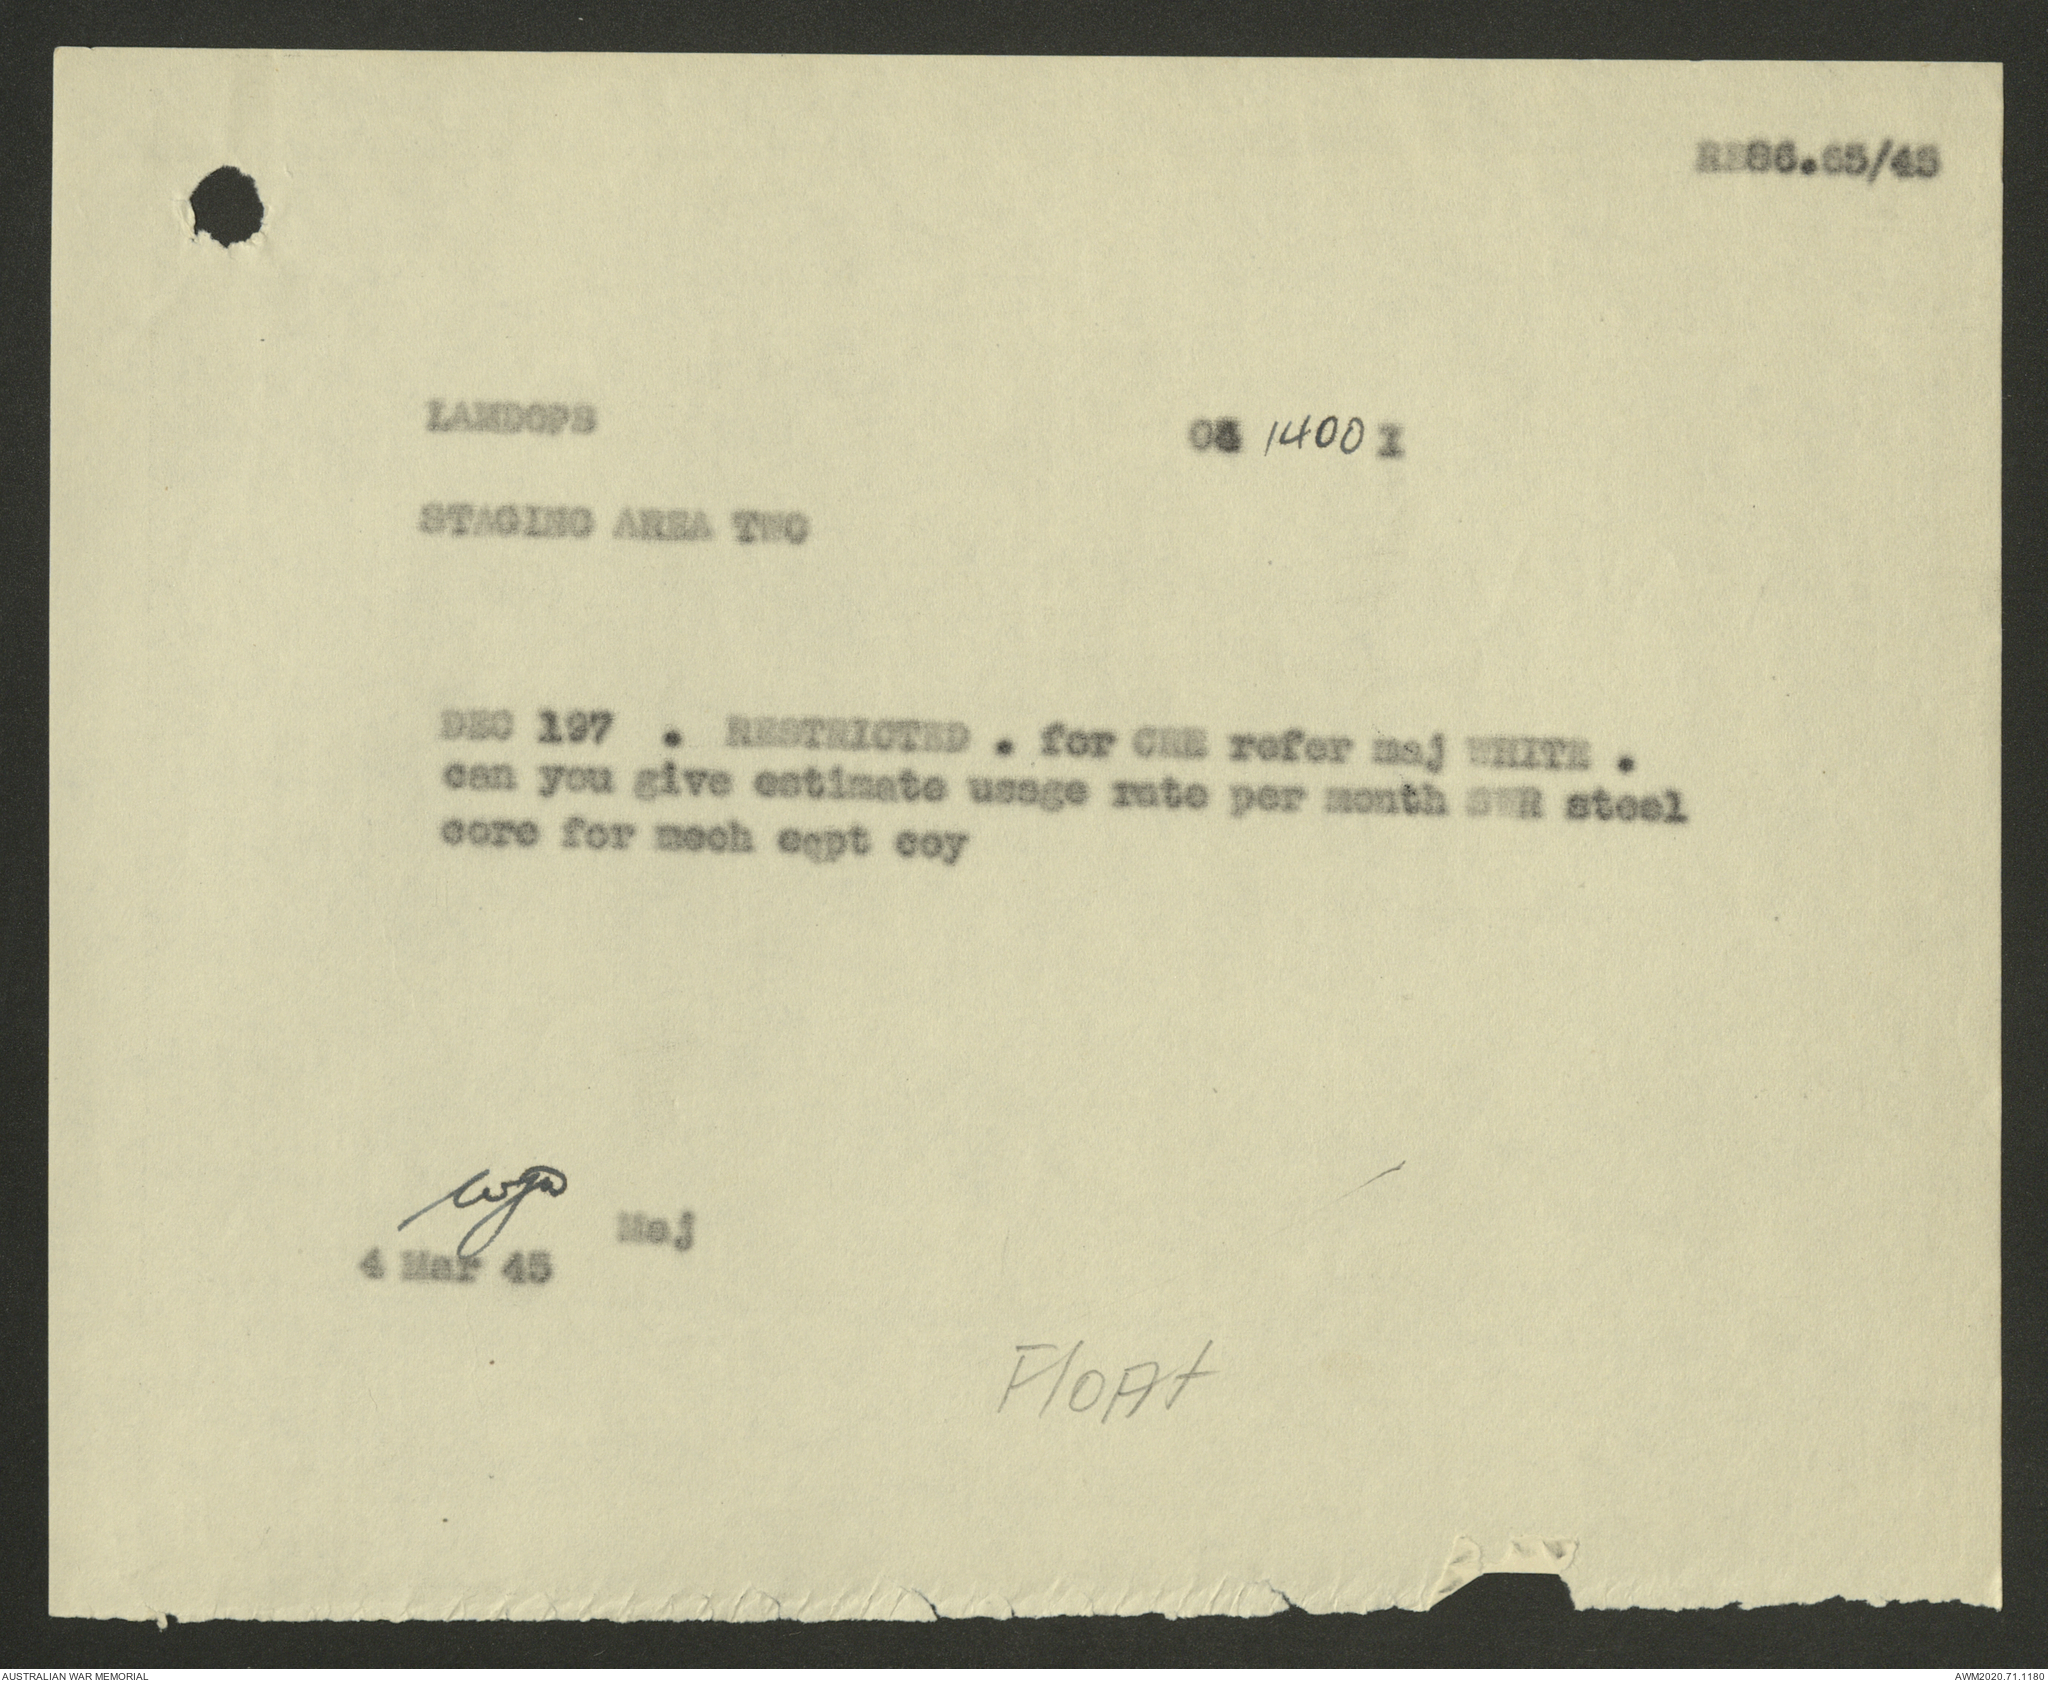 RE86.65/45
LANDOPS
04 1400 I
STAGING AREA TWO
DEC 197 . RESTRICTED . for CRE refer maj WHITE .
can you give estimate usage rate per month SWR steel
core for mech eqpt coy
Maj
4 Mar 45
Float
AUSTRALIAN WAR MEMORIAL
AWM2020.71.1180